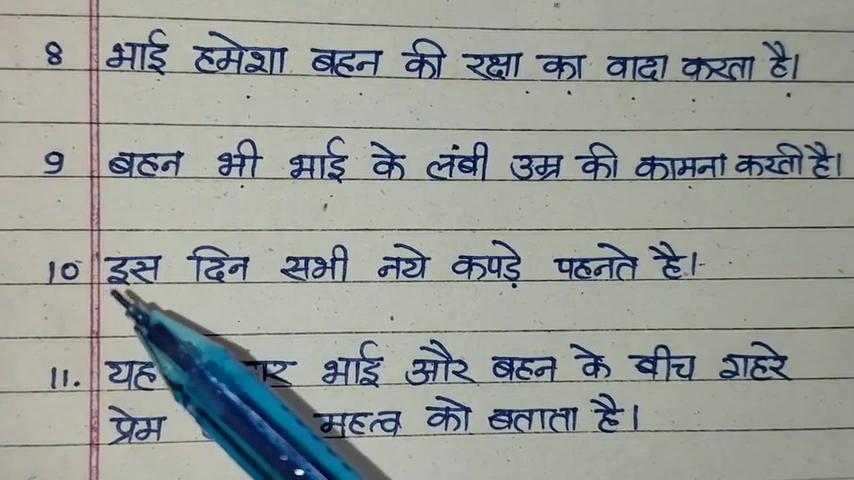 8 भाई हमेशा बहन की रक्षा का वादा करता है।
9 बहन भी भाई के लंबी उम्र की कामना करती है।
10 इस दिन सभी नये कपड़े पहनते है।
11. यह भाई और बहन के बीच गहरे
प्रेम महत्व को बताता है।